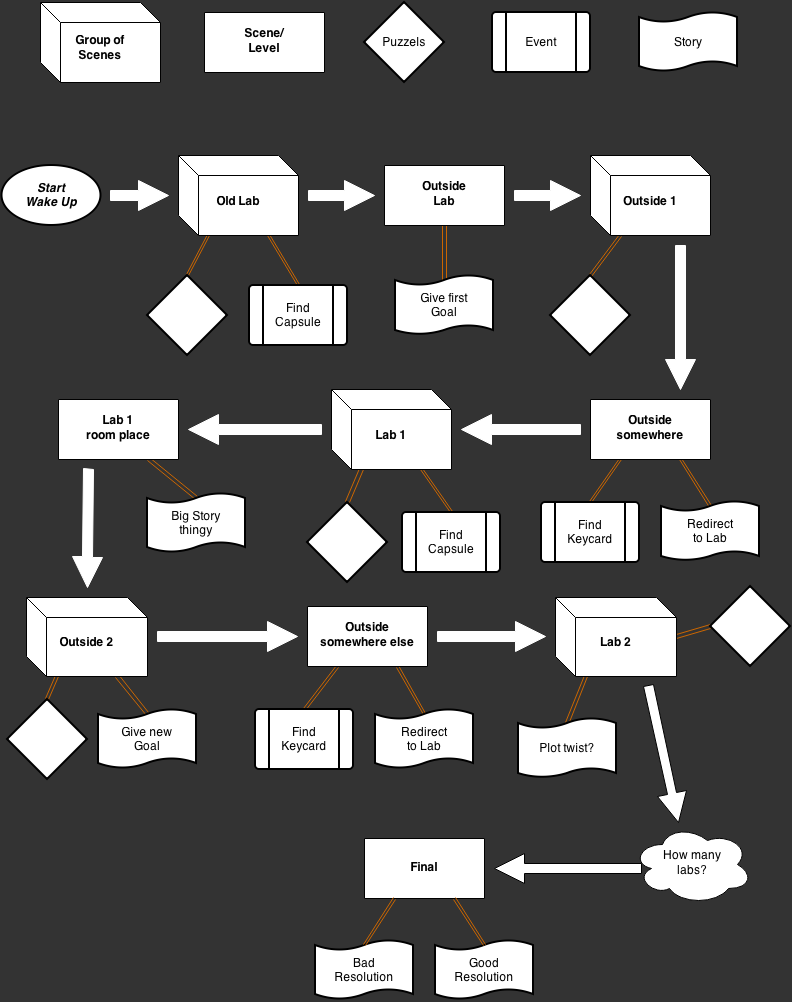 Group of
Scenes
Scene/
Level
Puzzels
Event
Story
Start
Wake Up
Old Lab
Outside
Lab
Outside 1
Find
Capsule
Give first
Goal
Lab 1
room place
Lab 1
Outside
somewhere
Big Story
thingy
Find
Capsule
Find
Keycard
Redirect
to Lab
Outside 2
Outside
somewhere else
Lab 2
Give new
Goal
Find
Keycard
Redirect
to Lab
Plot twist?
How many
labs?
Final
Bad
Resolution
Good
Resolution